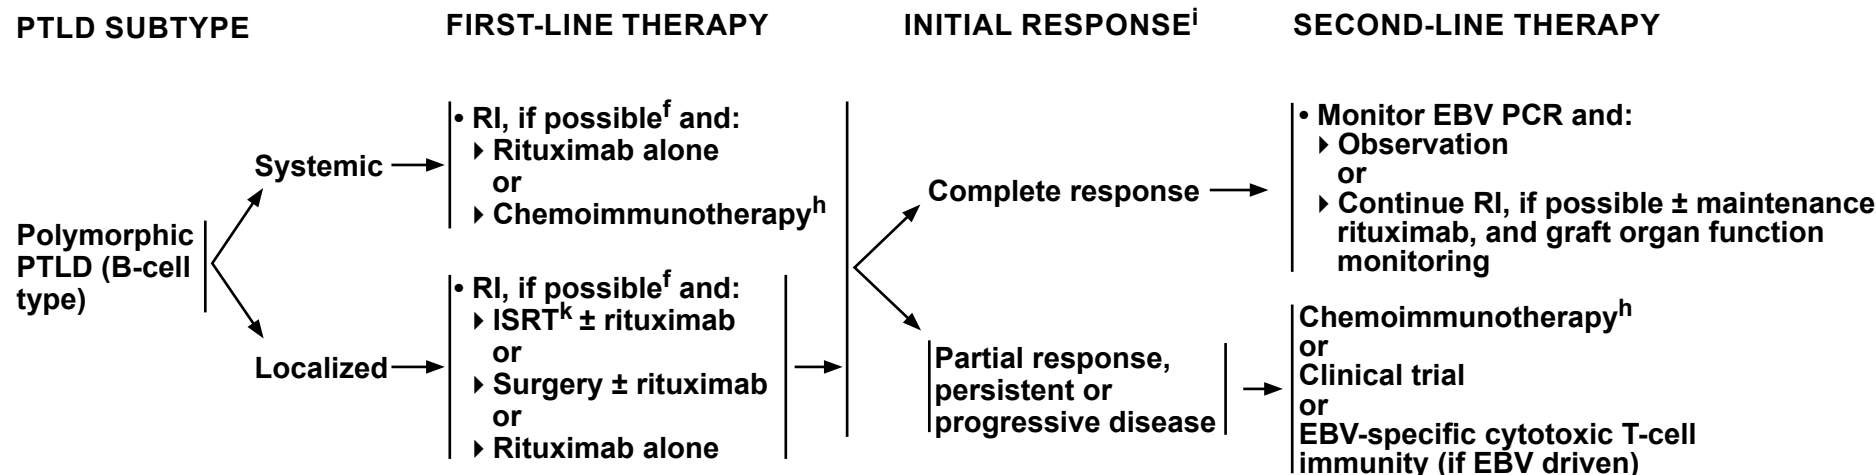 PTLD SUBTYPE
FIRST-LINE THERAPY
INITIAL RESPONSEⁱ
SECOND-LINE THERAPY
Polymorphic
PTLD (B-cell
type)
Systemic
• RI, if possibleᶠ and:
▸ Rituximab alone
or
▸ Chemoimmunotherapyʰ
Localized
• RI, if possibleᶠ and:
▸ ISRTᵏ ± rituximab
or
▸ Surgery ± rituximab
or
▸ Rituximab alone
Complete response
• Monitor EBV PCR and:
▸ Observation
or
▸ Continue RI, if possible ± maintenance
rituximab, and graft organ function
monitoring
Partial response,
persistent or
progressive disease
Chemoimmunotherapyʰ
or
Clinical trial
or
EBV-specific cytotoxic T-cell
immunity (if EBV driven)